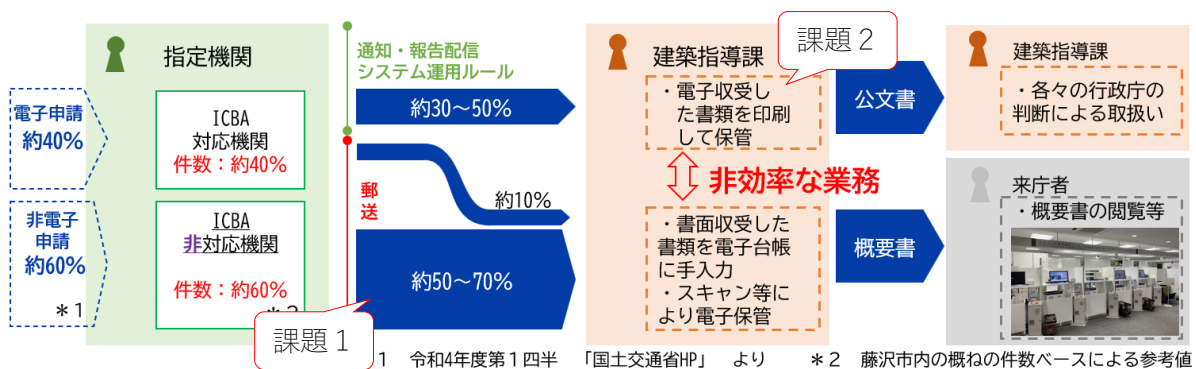 電子申請
約40%
非電子
申請
約60%
＊1
指定機関
ICBA
対応機関
件数：約40%
ICBA
非対応機関
件数：約60%
課題１
通知・報告配信
システム運用ルール
約30～50%
郵送
約10%
約50～70%
建築指導課
課題２
・電子収受し
た書類を印刷
して保管
非効率な業務
・書面収受した
書類を電子台帳
に手入力
・スキャン等に
より電子保管
公文書
概要書
建築指導課
・各々の行政庁の
判断による取扱い
来庁者
・概要書の閲覧等
1　令和4年度第１四半　「国土交通省HP」　より　　＊２　藤沢市内の概ねの件数ベースによる参考値